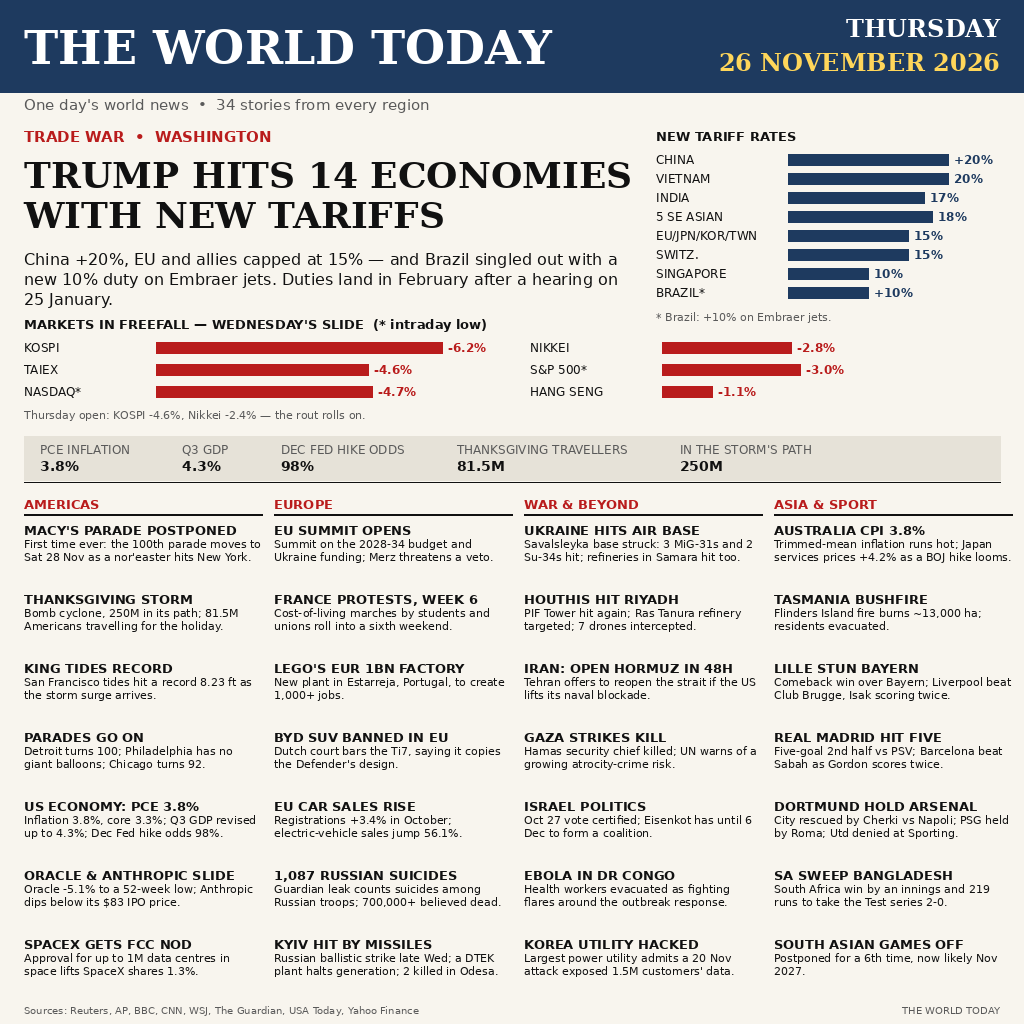 THE WORLD TODAY
THURSDAY
26 NOVEMBER 2026
One day's world news • 34 stories from every region
TRADE WAR • WASHINGTON
TRUMP HITS 14 ECONOMIES
WITH NEW TARIFFS
China +20%, EU and allies capped at 15% — and Brazil singled out with a
new 10% duty on Embraer jets. Duties land in February after a hearing on
25 January.
NEW TARIFF RATES
CHINA +20%
VIETNAM 20%
INDIA 17%
5 SE ASIAN 18%
EU/JPN/KOR/TWN 15%
SWITZ. 15%
SINGAPORE 10%
BRAZIL* +10%
* Brazil: +10% on Embraer jets.
MARKETS IN FREEFALL — WEDNESDAY'S SLIDE (* intraday low)
KOSPI -6.2%
TAIEX -4.6%
NASDAQ* -4.7%
NIKKEI -2.8%
S&P 500* -3.0%
HANG SENG -1.1%
Thursday open: KOSPI -4.6%, Nikkei -2.4% — the rout rolls on.
PCE INFLATION
3.8%
Q3 GDP
4.3%
DEC FED HIKE ODDS
98%
THANKSGIVING TRAVELLERS
81.5M
IN THE STORM'S PATH
250M
AMERICAS
MACY'S PARADE POSTPONED
First time ever: the 100th parade moves to
Sat 28 Nov as a nor'easter hits New York.
THANKSGIVING STORM
Bomb cyclone, 250M in its path; 81.5M
Americans travelling for the holiday.
KING TIDES RECORD
San Francisco tides hit a record 8.23 ft as
the storm surge arrives.
PARADES GO ON
Detroit turns 100; Philadelphia has no
giant balloons; Chicago turns 92.
US ECONOMY: PCE 3.8%
Inflation 3.8%, core 3.3%; Q3 GDP revised
up to 4.3%; Dec Fed hike odds 98%.
ORACLE & ANTHROPIC SLIDE
Oracle -5.1% to a 52-week low; Anthropic
dips below its $83 IPO price.
SPACEX GETS FCC NOD
Approval for up to 1M data centres in
space lifts SpaceX shares 1.3%.
EUROPE
EU SUMMIT OPENS
Summit on the 2028-34 budget and
Ukraine funding; Merz threatens a veto.
FRANCE PROTESTS, WEEK 6
Cost-of-living marches by students and
unions roll into a sixth weekend.
LEGO'S EUR 1BN FACTORY
New plant in Estarreja, Portugal, to create
1,000+ jobs.
BYD SUV BANNED IN EU
Dutch court bars the Ti7, saying it copies
the Defender's design.
EU CAR SALES RISE
Registrations +3.4% in October;
electric-vehicle sales jump 56.1%.
1,087 RUSSIAN SUICIDES
Guardian leak counts suicides among
Russian troops; 700,000+ believed dead.
KYIV HIT BY MISSILES
Russian ballistic strike late Wed; a DTEK
plant halts generation; 2 killed in Odesa.
WAR & BEYOND
UKRAINE HITS AIR BASE
Savalsleyka base struck: 3 MiG-31s and 2
Su-34s hit; refineries in Samara hit too.
HOUTHIS HIT RIYADH
PIF Tower hit again; Ras Tanura refinery
targeted; 7 drones intercepted.
IRAN: OPEN HORMUZ IN 48H
Tehran offers to reopen the strait if the US
lifts its naval blockade.
GAZA STRIKES KILL
Hamas security chief killed; UN warns of a
growing atrocity-crime risk.
ISRAEL POLITICS
Oct 27 vote certified; Eisenkot has until 6
Dec to form a coalition.
EBOLA IN DR CONGO
Health workers evacuated as fighting
flares around the outbreak response.
KOREA UTILITY HACKED
Largest power utility admits a 20 Nov
attack exposed 1.5M customers' data.
ASIA & SPORT
AUSTRALIA CPI 3.8%
Trimmed-mean inflation runs hot; Japan
services prices +4.2% as a BOJ hike looms.
TASMANIA BUSHFIRE
Flinders Island fire burns ~13,000 ha;
residents evacuated.
LILLE STUN BAYERN
Comeback win over Bayern; Liverpool beat
Club Brugge, Isak scoring twice.
REAL MADRID HIT FIVE
Five-goal 2nd half vs PSV; Barcelona beat
Sabah as Gordon scores twice.
DORTMUND HOLD ARSENAL
City rescued by Cherki vs Napoli; PSG held
by Roma; Utd denied at Sporting.
SA SWEEP BANGLADESH
South Africa win by an innings and 219
runs to take the Test series 2-0.
SOUTH ASIAN GAMES OFF
Postponed for a 6th time, now likely Nov
2027.
Sources: Reuters, AP, BBC, CNN, WSJ, The Guardian, USA Today, Yahoo Finance
THE WORLD TODAY